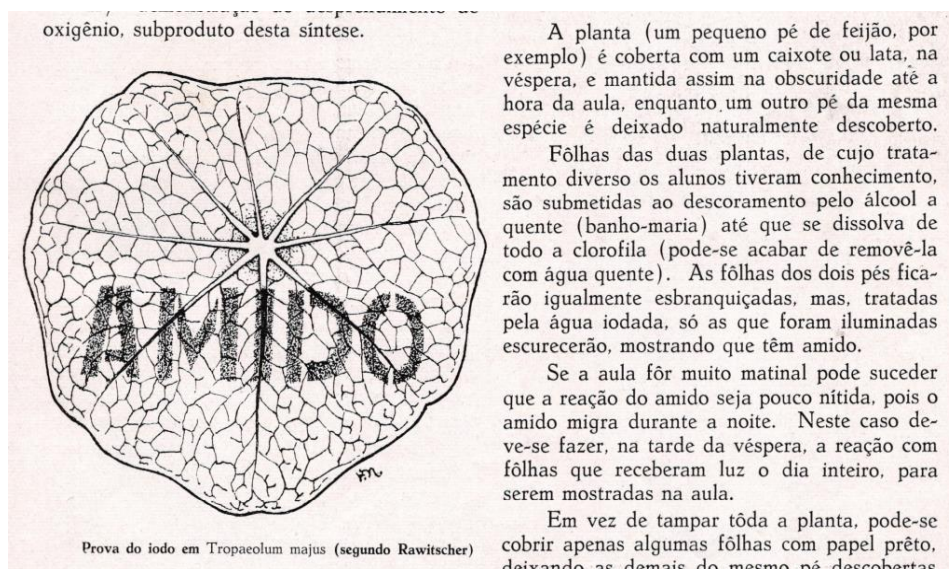 oxigênio, subproduto desta síntese.
AMIDO
Prova do iodo em Tropaeolum majus (segundo Rawitscher)
A planta (um pequeno pé de feijão, por
exemplo) é coberta com um caixote ou lata, na
véspera, e mantida assim na obscuridade até a
hora da aula, enquanto um outro pé da mesma
espécie é deixado naturalmente descoberto.
Fôlhas das duas plantas, de cujo trata-
mento diverso os alunos tiveram conhecimento,
são submetidas ao descoramento pelo álcool a
quente (banho-maria) até que se dissolva de
todo a clorofila (pode-se acabar de removê-la
com água quente). As fôlhas dos dois pés fica-
rão igualmente esbranquiçadas, mas, tratadas
pela água iodada, só as que foram iluminadas
escurecerão, mostrando que têm amido.
Se a aula fôr muito matinal pode suceder
que a reação do amido seja pouco nítida, pois o
amido migra durante a noite. Neste caso de-
ve-se fazer, na tarde da véspera, a reação com
fôlhas que receberam luz o dia inteiro, para
serem mostradas na aula.
Em vez de tampar tôda a planta, pode-se
cobrir apenas algumas fôlhas com papel prêto,
deixando as demais do mesmo pé descobertas